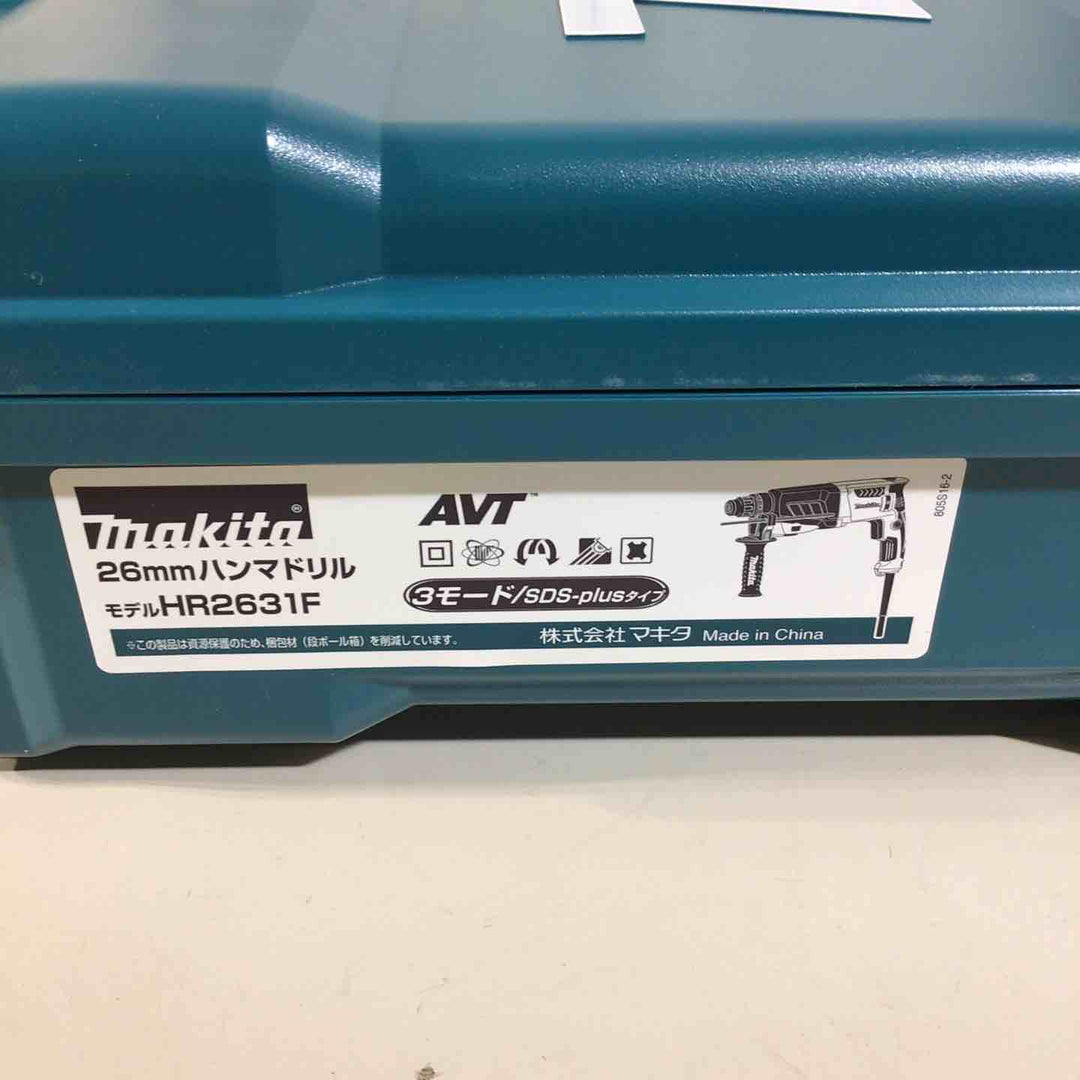 makita®
26mmハンマドリル
モデルHR2631F
※この製品は資源保護のため、梱包材（段ボール箱）を削減しています。
AVT™
3モード/SDS-plusタイプ
株式会社 マキタ Made in China
makita
makita
805S16-2